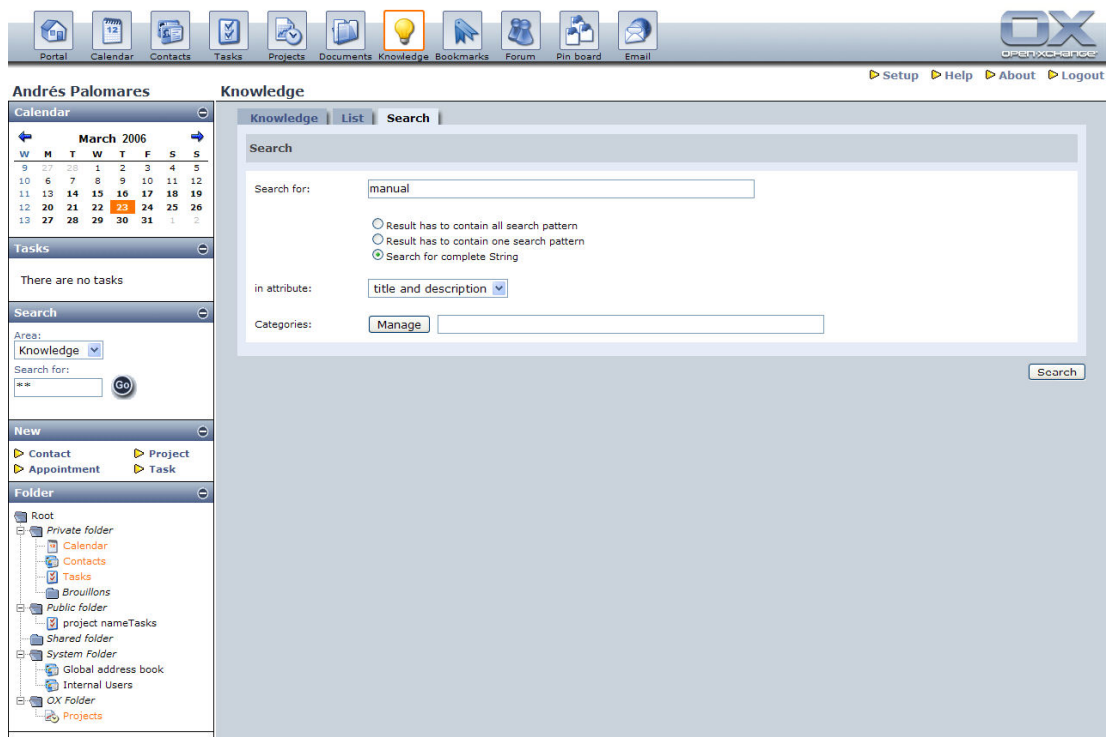 12
Portal Calendar Contacts Tasks Projects Documents Knowledge Bookmarks Forum Pin board Email
OX
OPEN-XCHANGE
Setup Help About Logout
Andrés Palomares
Knowledge
Calendar
March 2006
W M T W T F S S
9 27 28 1 2 3 4 5
10 6 7 8 9 10 11 12
11 13 14 15 16 17 18 19
12 20 21 22 23 24 25 26
13 27 28 29 30 31 1 2
Tasks
There are no tasks
Search
Area:
Knowledge
Search for:
**
Go
New
Contact Project
Appointment Task
Folder
Root
Private folder
Calendar
Contacts
Tasks
Brouillons
Public folder
project nameTasks
Shared folder
System Folder
Global address book
Internal Users
OX Folder
Projects
Knowledge List Search
Search
Search for: manual
Result has to contain all search pattern
Result has to contain one search pattern
Search for complete String
in attribute: title and description
Categories: Manage
Search